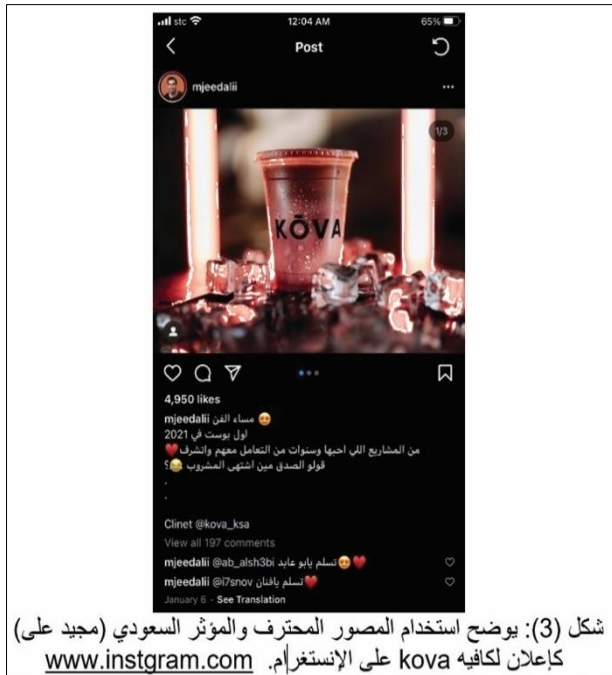 stc 12:04 AM 65%
Post
mjeedalii
1/3
KŌVA
4,950 likes
mjeedalii مساء الفن 😍
اول بوست في 2021
من المشاريع اللي احبها وسنوات من التعامل معهم واتشرف❤️
قولو الصدق مين اشتهى المشروب 😂؟
.
.
Clinet @kova_ksa
View all 197 comments
mjeedalii @ab_alsh3bi تسلم يابو عابد😍❤️
mjeedalii @i7snov تسلم يافنان❤️
January 6 · See Translation
شكل (3): يوضح استخدام المصور المحترف والمؤثر السعودي (مجيد على)
كإعلان لكافيه kova على الإنستغرام. www.instgram.com